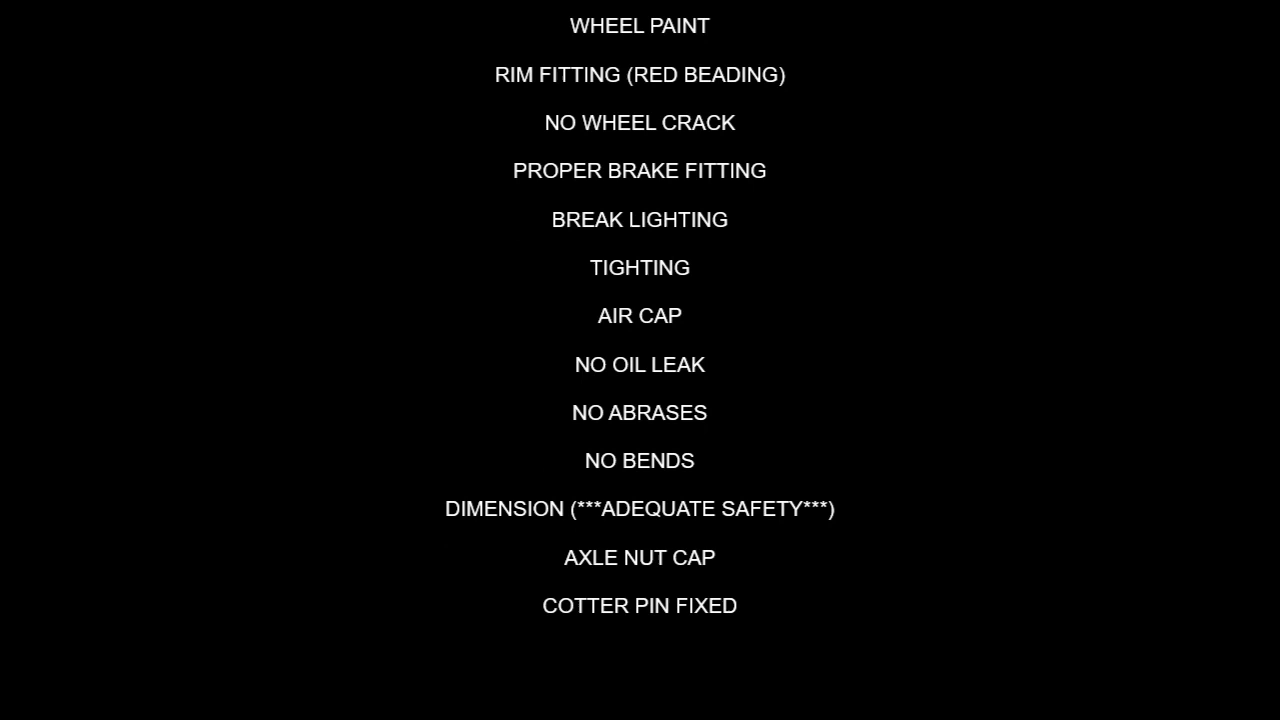 WHEEL PAINT
RIM FITTING (RED BEADING)
NO WHEEL CRACK
PROPER BRAKE FITTING
BREAK LIGHTING
TIGHTING
AIR CAP
NO OIL LEAK
NO ABRASES
NO BENDS
DIMENSION (***ADEQUATE SAFETY***)
AXLE NUT CAP
COTTER PIN FIXED